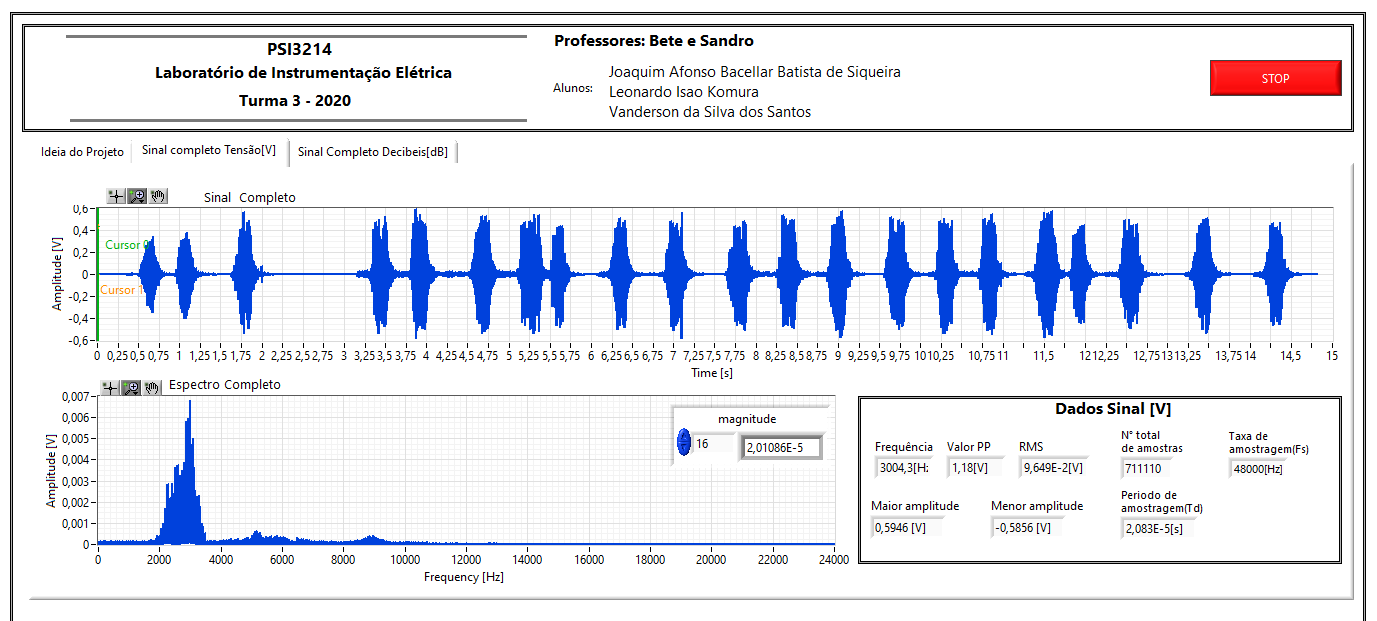 PSI3214
Laboratório de Instrumentação Elétrica
Turma 3 - 2020
Professores: Bete e Sandro
Alunos:
Joaquim Afonso Bacellar Batista de Siqueira
Leonardo Isao Komura
Vanderson da Silva dos Santos
STOP
Ideia do Projeto
Sinal completo Tensão[V]
Sinal Completo Decibeis[dB]
Sinal Completo
Amplitude [V]
0,6
0,4
0,2
0
-0,2
-0,4
-0,6
Cursor 0
Cursor
0 0,25 0,5 0,75 1 1,25 1,5 1,75 2 2,25 2,5 2,75 3 3,25 3,5 3,75 4 4,25 4,5 4,75 5 5,25 5,5 5,75 6 6,25 6,5 6,75 7 7,25 7,5 7,75 8 8,25 8,5 8,75 9 9,25 9,5 9,75 10 10,25 10,75 11 11,5 12 12,25 12,75 13 13,25 13,75 14 14,5 15
Time [s]
Espectro Completo
Amplitude [V]
0,007
0,006
0,005
0,004
0,003
0,002
0,001
0
0 2000 4000 6000 8000 10000 12000 14000 16000 18000 20000 22000 24000
Frequency [Hz]
magnitude
16
2,01086E-5
Dados Sinal [V]
Frequência
3004,3[H:
Valor PP
1,18[V]
RMS
9,649E-2[V]
N° total
de amostras
711110
Taxa de
amostragem(Fs)
48000[Hz]
Maior amplitude
0,5946 [V]
Menor amplitude
-0,5856 [V]
Periodo de
amostragem(Td)
2,083E-5[s]